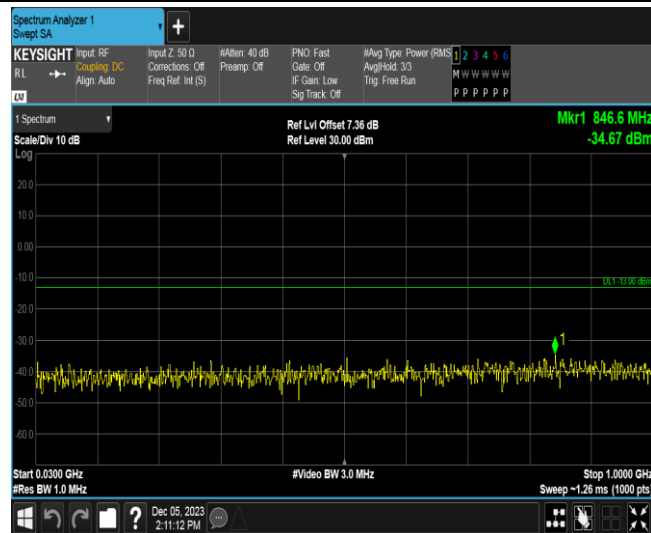 Spectrum Analyzer 1
Swept SA
+
KEYSIGHT
RL
LXI
Input: RF
Coupling: DC
Align: Auto
Input Z: 50 Ω
Corrections: Off
Freq Ref: Int (S)
#Atten: 40 dB
Preamp: Off
PNO: Fast
Gate: Off
IF Gain: Low
Sig Track: Off
#Avg Type: Power (RMS
Avg|Hold: 3/3
Trig: Free Run
1 2 3 4 5 6
M W W W W W
P P P P P P
1 Spectrum
Scale/Div 10 dB
Log
Ref Lvl Offset 7.36 dB
Ref Level 30.00 dBm
Mkr1 846.6 MHz
-34.67 dBm
20.0
10.0
0.00
-10.0
DL1 -13.00 dBm
-20.0
-30.0
1
-40.0
-50.0
-60.0
Start 0.0300 GHz
#Res BW 1.0 MHz
#Video BW 3.0 MHz
Stop 1.0000 GHz
Sweep ~1.26 ms (1000 pts)
?
Dec 05, 2023
2:11:12 PM